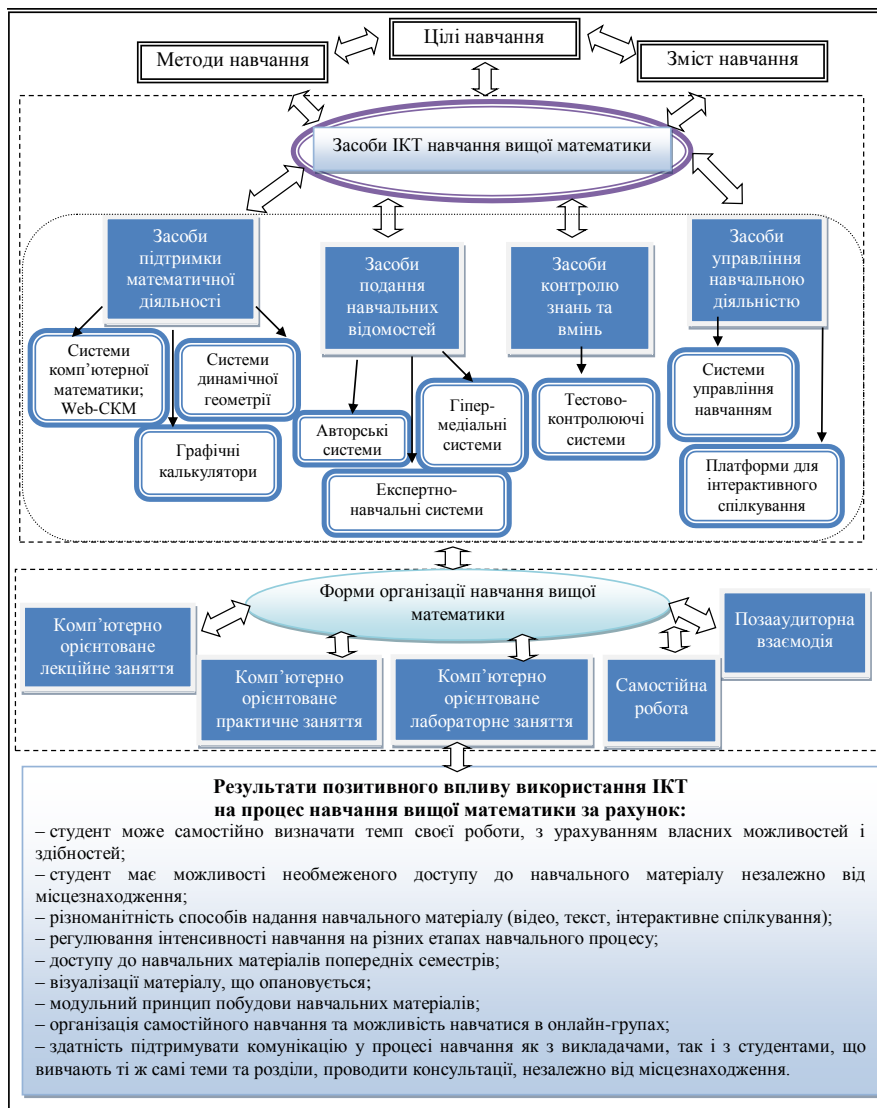 Цілі навчання
Методи навчання
Зміст навчання
Засоби ІКТ навчання вищої математики
Засоби
підтримки
математичної
діяльності
Засоби
подання
навчальних
відомостей
Засоби
контролю
знань та
вмінь
Засоби
управління
навчальною
діяльністю
Системи
комп’ютерної
математики;
Web-СКМ
Системи
динамічної
геометрії
Графічні
калькулятори
Авторські
системи
Гіпер-
медіальні
системи
Експертно-
навчальні системи
Тестово-
контролюючі
системи
Системи
управління
навчанням
Платформи для
інтерактивного
спілкування
Форми організації навчання вищої
математики
Комп’ютерно
орієнтоване
лекційне заняття
Комп’ютерно
орієнтоване
практичне заняття
Комп’ютерно
орієнтоване
лабораторне заняття
Самостійна
робота
Позааудиторна
взаємодія
Результати позитивного впливу використання ІКТ
на процес навчання вищої математики за рахунок:
– студент може самостійно визначати темп своєї роботи, з урахуванням власних можливостей і
здібностей;
– студент має можливості необмеженого доступу до навчального матеріалу незалежно від
місцезнаходження;
– різноманітність способів надання навчального матеріалу (відео, текст, інтерактивне спілкування);
– регулювання інтенсивності навчання на різних етапах навчального процесу;
– доступу до навчальних матеріалів попередніх семестрів;
– візуалізації матеріалу, що опановується;
– модульний принцип побудови навчальних матеріалів;
– організація самостійного навчання та можливість навчатися в онлайн-групах;
– здатність підтримувати комунікацію у процесі навчання як з викладачами, так і з студентами, що
вивчають ті ж самі теми та розділи, проводити консультації, незалежно від місцезнаходження.